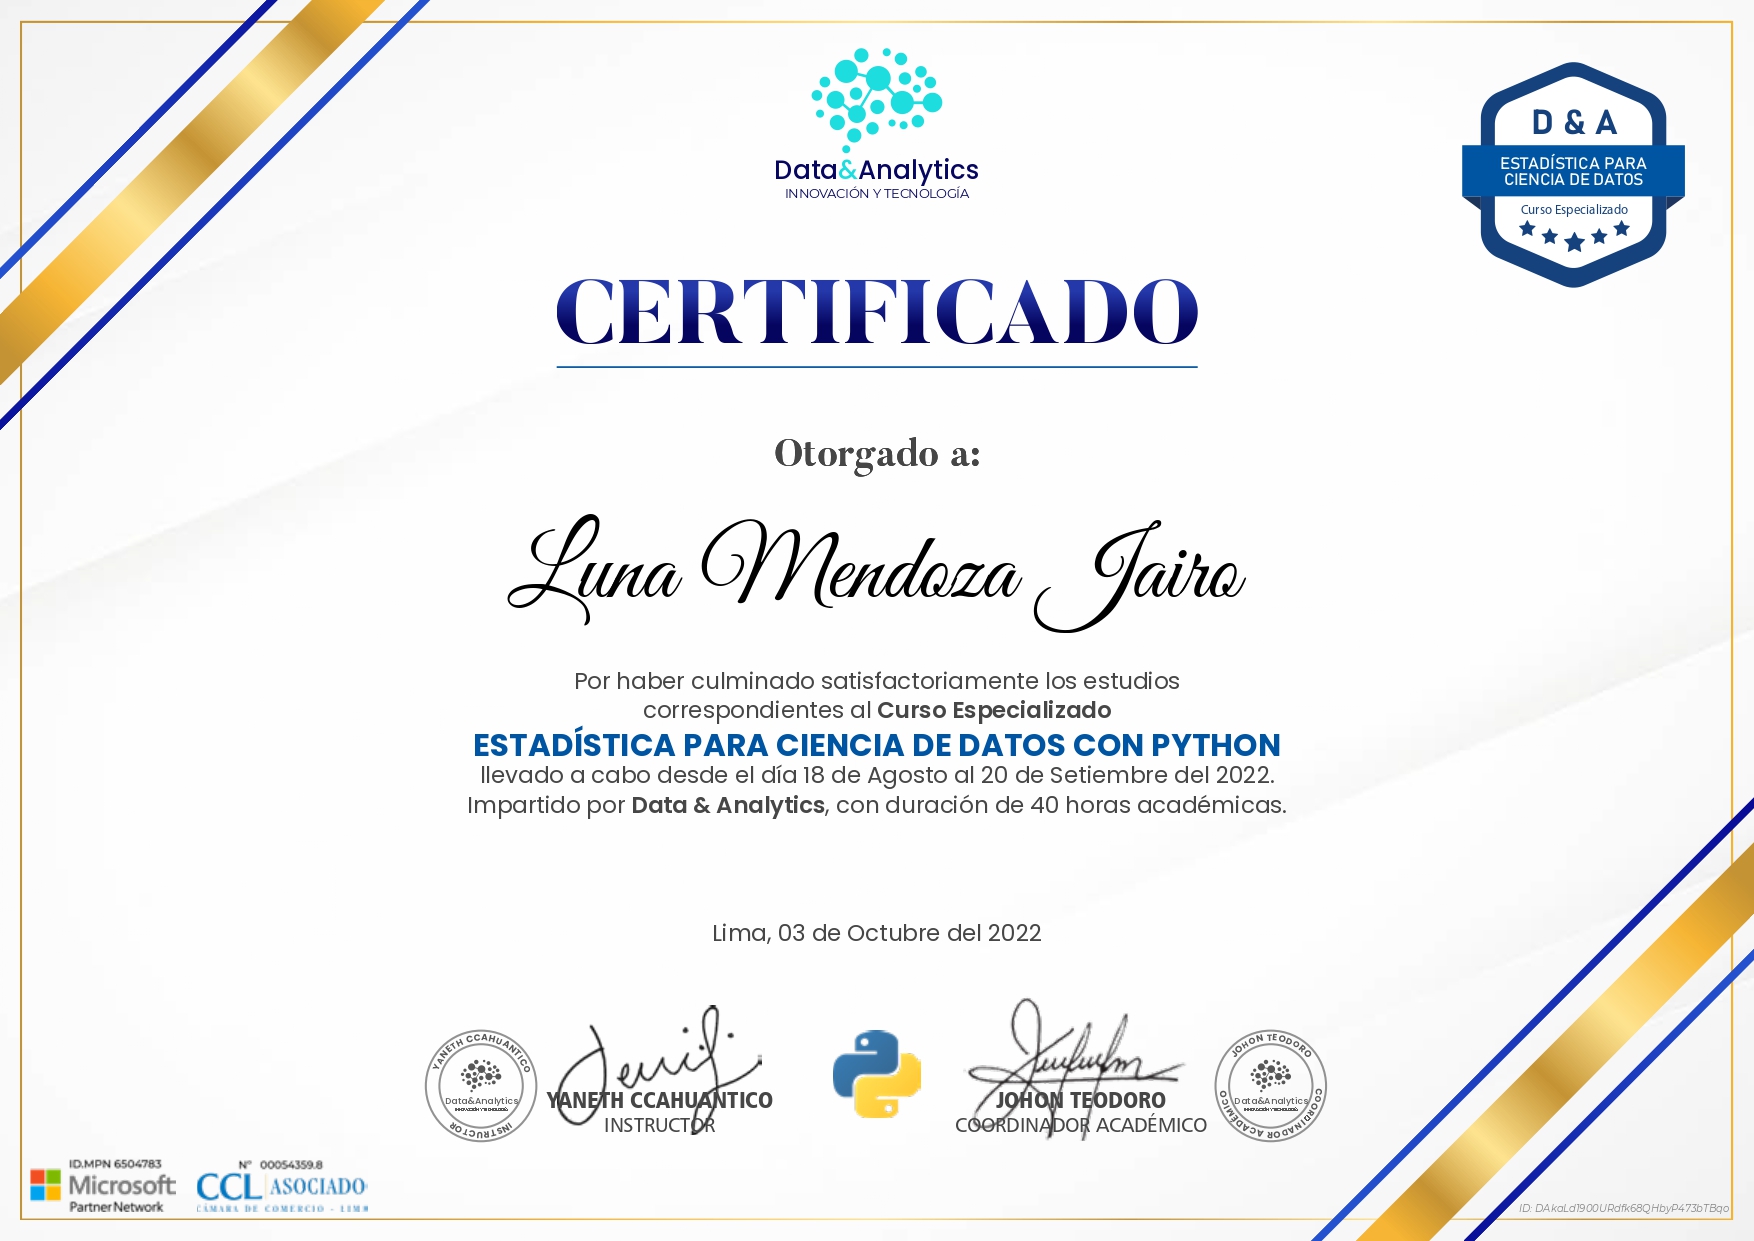 Data&Analytics
INNOVACIÓN Y TECNOLOGÍA
D & A
ESTADÍSTICA PARA
CIENCIA DE DATOS
Curso Especializado
CERTIFICADO
Otorgado a:
Luna Mendoza Jairo
Por haber culminado satisfactoriamente los estudios
correspondientes al Curso Especializado
ESTADÍSTICA PARA CIENCIA DE DATOS CON PYTHON
llevado a cabo desde el día 18 de Agosto al 20 de Setiembre del 2022.
Impartido por Data & Analytics, con duración de 40 horas académicas.
Lima, 03 de Octubre del 2022
YANETH CCAHUANTICO
Data&Analytics
INNOVACIÓN Y TECNOLOGÍA
INSTRUCTOR
YANETH CCAHUANTICO
INSTRUCTOR
JOHON TEODORO
COORDINADOR ACADÉMICO
JOHON TEODORO
Data&Analytics
INNOVACIÓN Y TECNOLOGÍA
COORDINADOR ACADÉMICO
ID.MPN 6504783
Microsoft
Partner Network
N° 00054359.8
CCL ASOCIADO
CÁMARA DE COMERCIO - LIMA